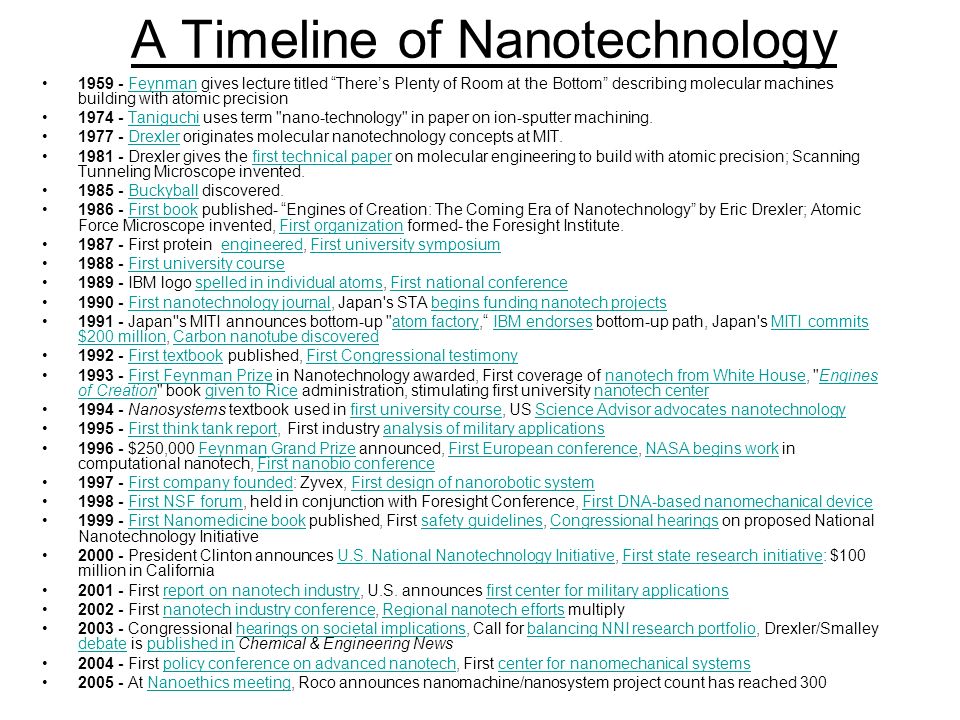 A Timeline of Nanotechnology
• 1959 - Feynman gives lecture titled “There’s Plenty of Room at the Bottom” describing molecular machines
building with atomic precision
• 1974 - Taniguchi uses term "nano-technology" in paper on ion-sputter machining.
• 1977 - Drexler originates molecular nanotechnology concepts at MIT.
• 1981 - Drexler gives the first technical paper on molecular engineering to build with atomic precision; Scanning
Tunneling Microscope invented.
• 1985 - Buckyball discovered.
• 1986 - First book published- “Engines of Creation: The Coming Era of Nanotechnology” by Eric Drexler; Atomic
Force Microscope invented, First organization formed- the Foresight Institute.
• 1987 - First protein engineered, First university symposium
• 1988 - First university course
• 1989 - IBM logo spelled in individual atoms, First national conference
• 1990 - First nanotechnology journal, Japan's STA begins funding nanotech projects
• 1991 - Japan"s MITI announces bottom-up "atom factory,“ IBM endorses bottom-up path, Japan's MITI commits
$200 million, Carbon nanotube discovered
• 1992 - First textbook published, First Congressional testimony
• 1993 - First Feynman Prize in Nanotechnology awarded, First coverage of nanotech from White House, "Engines
of Creation" book given to Rice administration, stimulating first university nanotech center
• 1994 - Nanosystems textbook used in first university course, US Science Advisor advocates nanotechnology
• 1995 - First think tank report, First industry analysis of military applications
• 1996 - $250,000 Feynman Grand Prize announced, First European conference, NASA begins work in
computational nanotech, First nanobio conference
• 1997 - First company founded: Zyvex, First design of nanorobotic system
• 1998 - First NSF forum, held in conjunction with Foresight Conference, First DNA-based nanomechanical device
• 1999 - First Nanomedicine book published, First safety guidelines, Congressional hearings on proposed National
Nanotechnology Initiative
• 2000 - President Clinton announces U.S. National Nanotechnology Initiative, First state research initiative: $100
million in California
• 2001 - First report on nanotech industry, U.S. announces first center for military applications
• 2002 - First nanotech industry conference, Regional nanotech efforts multiply
• 2003 - Congressional hearings on societal implications, Call for balancing NNI research portfolio, Drexler/Smalley
debate is published in Chemical & Engineering News
• 2004 - First policy conference on advanced nanotech, First center for nanomechanical systems
• 2005 - At Nanoethics meeting, Roco announces nanomachine/nanosystem project count has reached 300